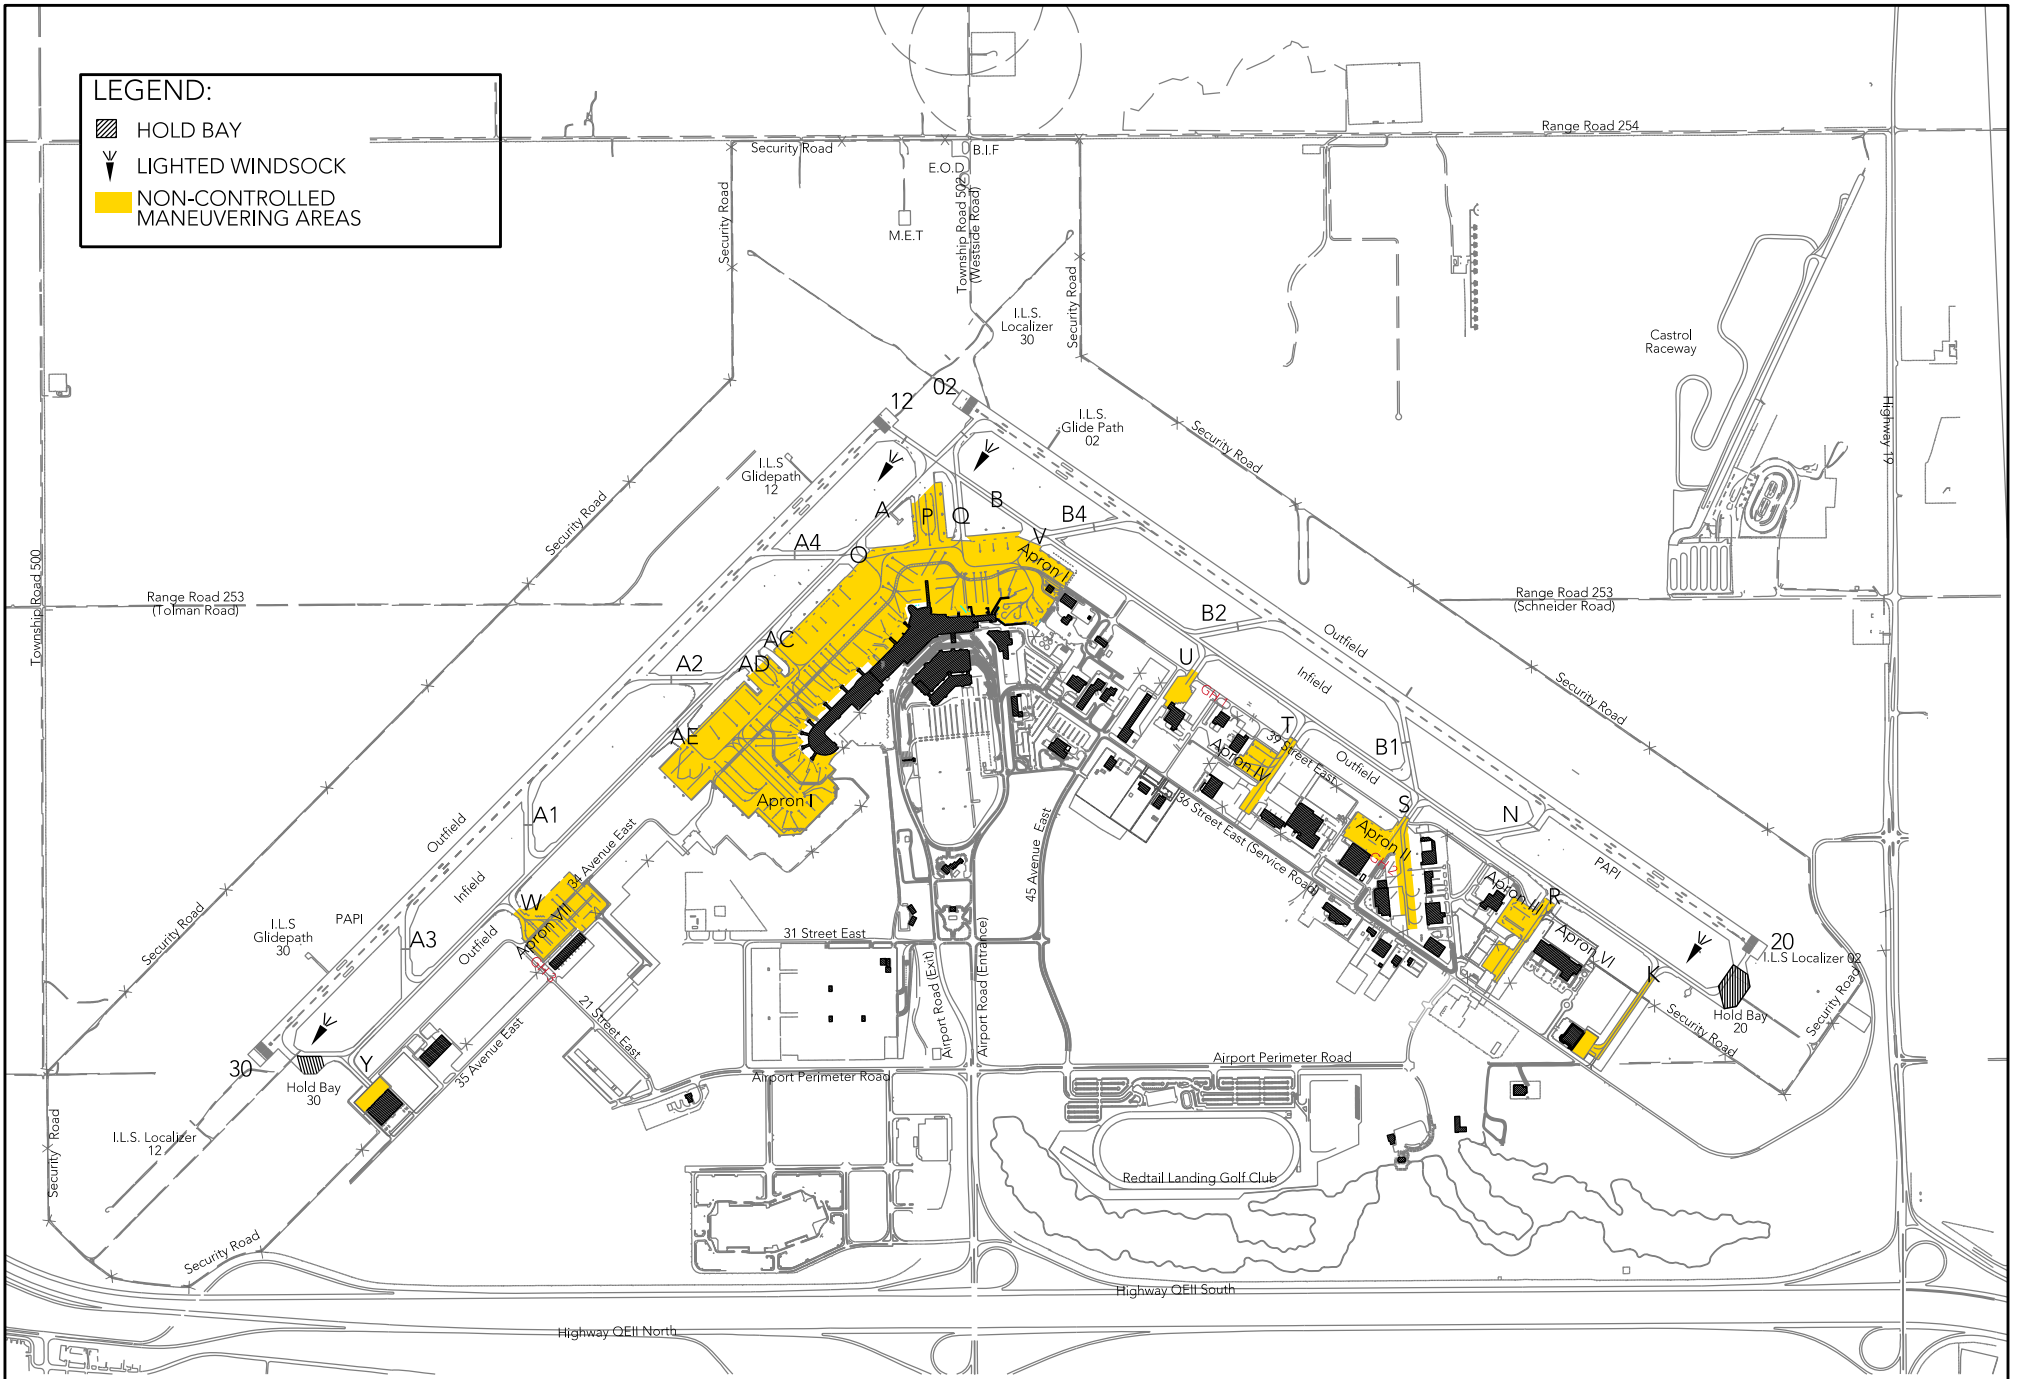 LEGEND:
HOLD BAY
LIGHTED WINDSOCK
NON-CONTROLLED
MANEUVERING AREAS
Range Road 254
Security Road
B.I.F
E.O.D
Township Road 502
(Westside Road)
Security Road
M.E.T
Security Road
I.L.S.
Localizer
30
Castrol
Raceway
12
02
Highway 19
I.L.S.
Glide Path
02
Security Road
I.L.S
Glidepath
12
A
P
Q
B
B4
V
Security Road
A4
O
Apron I
Township Road 500
Range Road 253
(Tolman Road)
Range Road 253
(Schneider Road)
B2
Outfield
AC
AD
A2
U
Infield
Security Road
AE
T
39 Street East
B1
Outfield
Apron IV
Apron I
36 Street East (Service Road)
S
N
A1
Outfield
34 Avenue East
Apron II
PAPI
45 Avenue East
Infield
W
Apron VII
Apron III
R
Security Road
PAPI
I.L.S
Glidepath
30
A3
Outfield
31 Street East
Apron VI
20
I.L.S Localizer 02
K
Airport Road (Exit)
Airport Road (Entrance)
21 Street East
35 Avenue East
Hold Bay
20
Security Road
Security Road
30
Hold Bay
30
Y
Airport Perimeter Road
Airport Perimeter Road
I.L.S. Localizer
12
Security Road
Redtail Landing Golf Club
Security Road
Highway QEII South
Highway QEII North